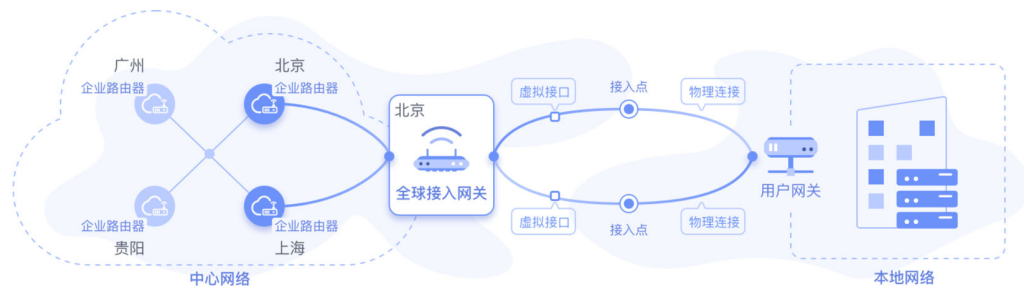 广州
企业路由器
北京
企业路由器
企业路由器
贵阳
企业路由器
上海
中心网络
北京
全球接入网关
虚拟接口
接入点
物理连接
虚拟接口
接入点
物理连接
用户网关
本地网络